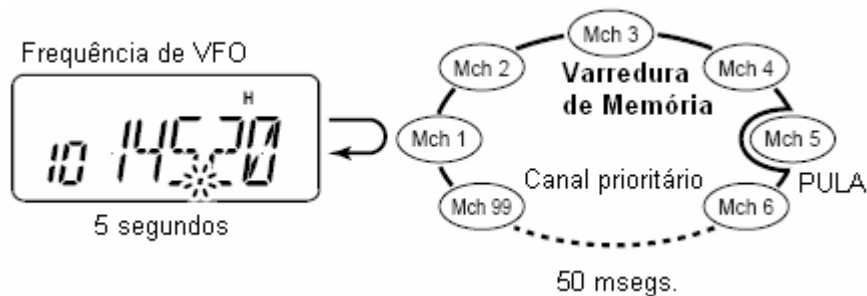 Frequência de VFO
H
10 145.20
5 segundos
Mch 1
Mch 2
Mch 3
Mch 4
Mch 5
Mch 6
Mch 99
Varredura
de Memória
Canal prioritário
PULA
50 msegs.